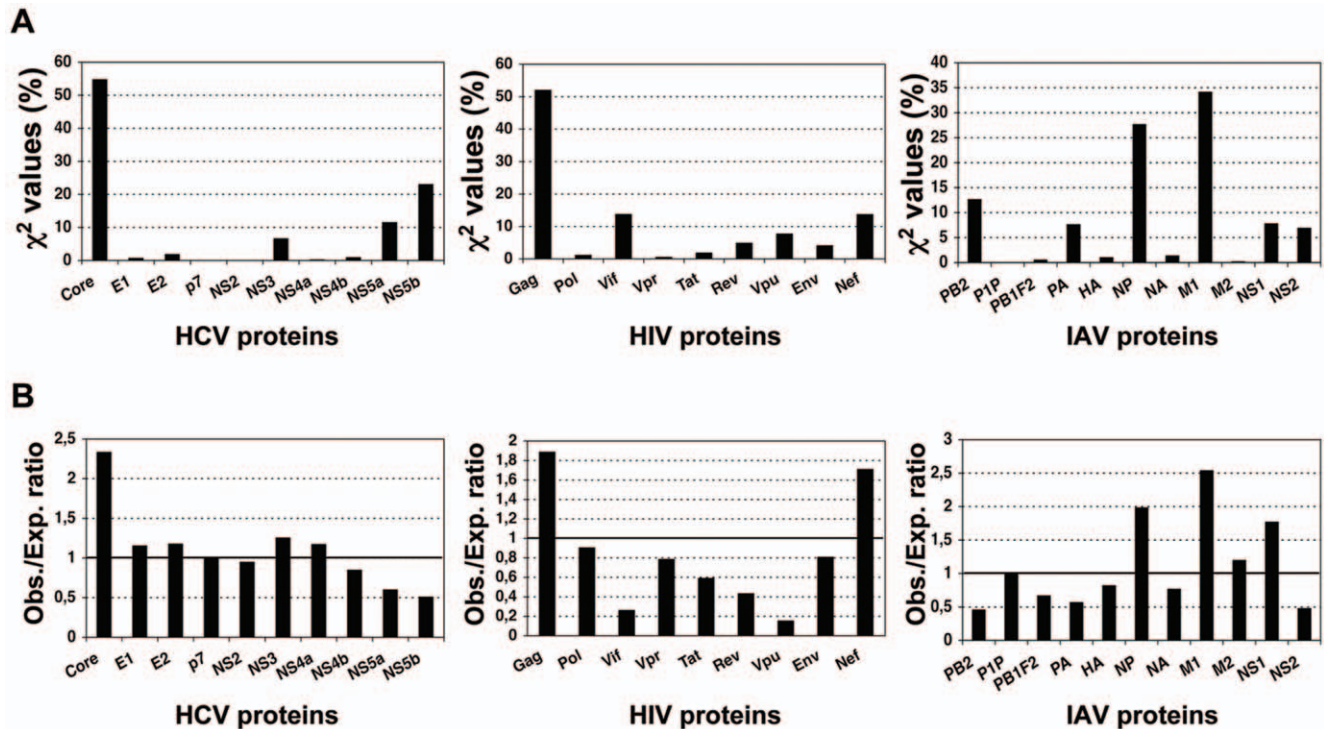 A
χ² values (%)
60
50
40
30
20
10
0
Core E1 E2 p7 NS2 NS3 NS4a NS4b NS5a NS5b
HCV proteins
χ² values (%)
60
50
40
30
20
10
0
Gag Pol Vif Vpr Tat Rev Vpu Env Nef
HIV proteins
χ² values (%)
40
35
30
25
20
15
10
5
0
PB2 P1P PB1F2 PA HA NP NA M1 M2 NS1 NS2
IAV proteins
B
Obs./Exp. ratio
2,5
2
1,5
1
0,5
0
Core E1 E2 p7 NS2 NS3 NS4a NS4b NS5a NS5b
HCV proteins
Obs./Exp. ratio
2
1,8
1,6
1,4
1,2
1
0,8
0,6
0,4
0,2
0
Gag Pol Vif Vpr Tat Rev Vpu Env Nef
HIV proteins
Obs./Exp. ratio
3
2,5
2
1,5
1
0,5
0
PB2 P1P PB1F2 PA HA NP NA M1 M2 NS1 NS2
IAV proteins